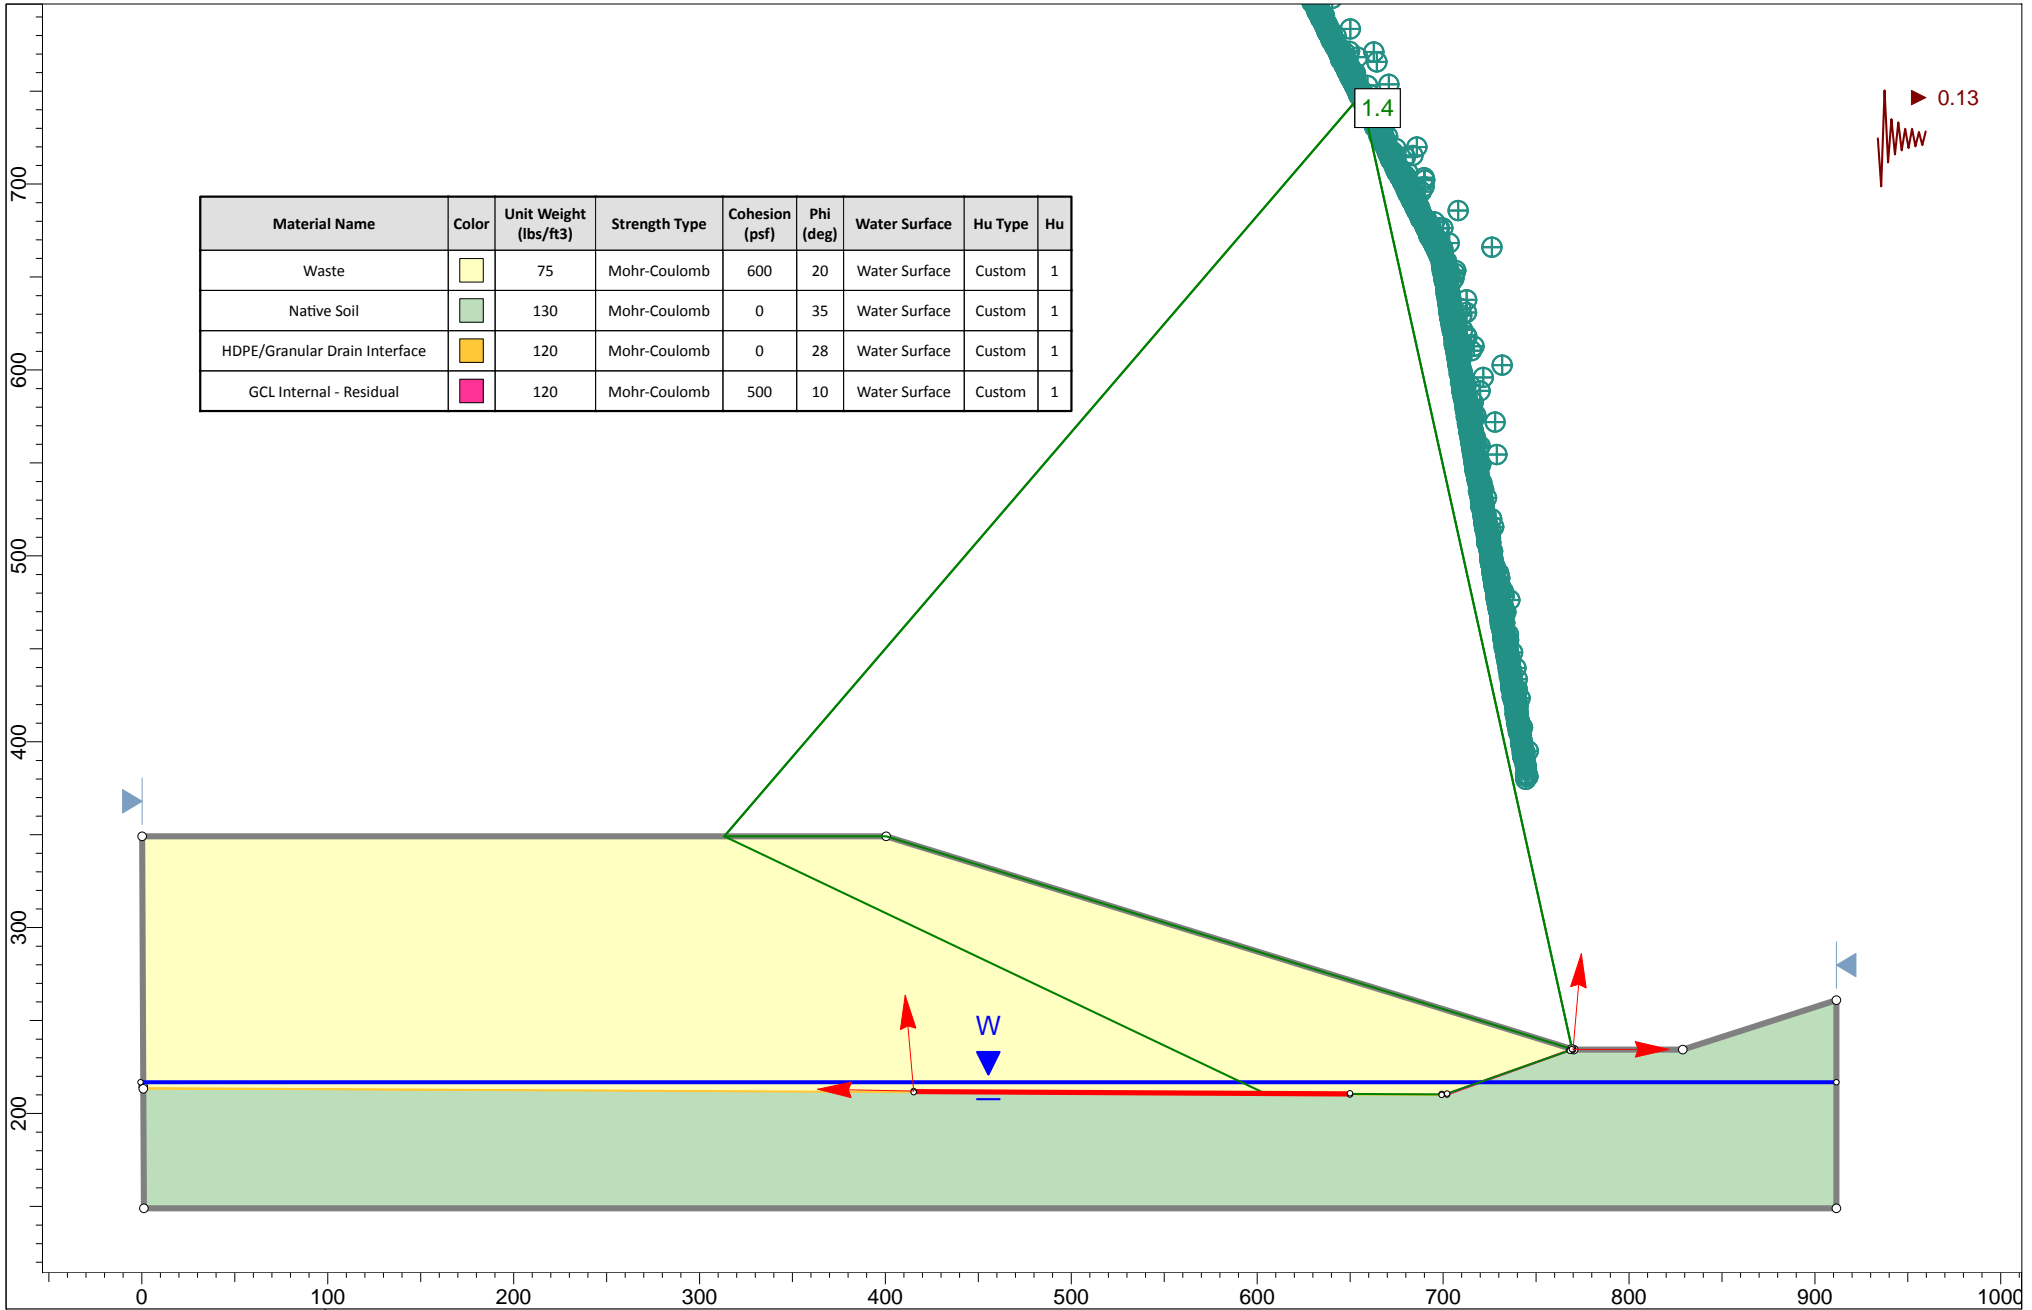 1.4
0.13
Material Name Color Unit Weight (lbs/ft3) Strength Type Cohesion (psf) Phi (deg) Water Surface Hu Type Hu
Waste 75 Mohr-Coulomb 600 20 Water Surface Custom 1
Native Soil 130 Mohr-Coulomb 0 35 Water Surface Custom 1
HDPE/Granular Drain Interface 120 Mohr-Coulomb 0 28 Water Surface Custom 1
GCL Internal - Residual 120 Mohr-Coulomb 500 10 Water Surface Custom 1
700
600
500
400
300
200
W
0 100 200 300 400 500 600 700 800 900 1000